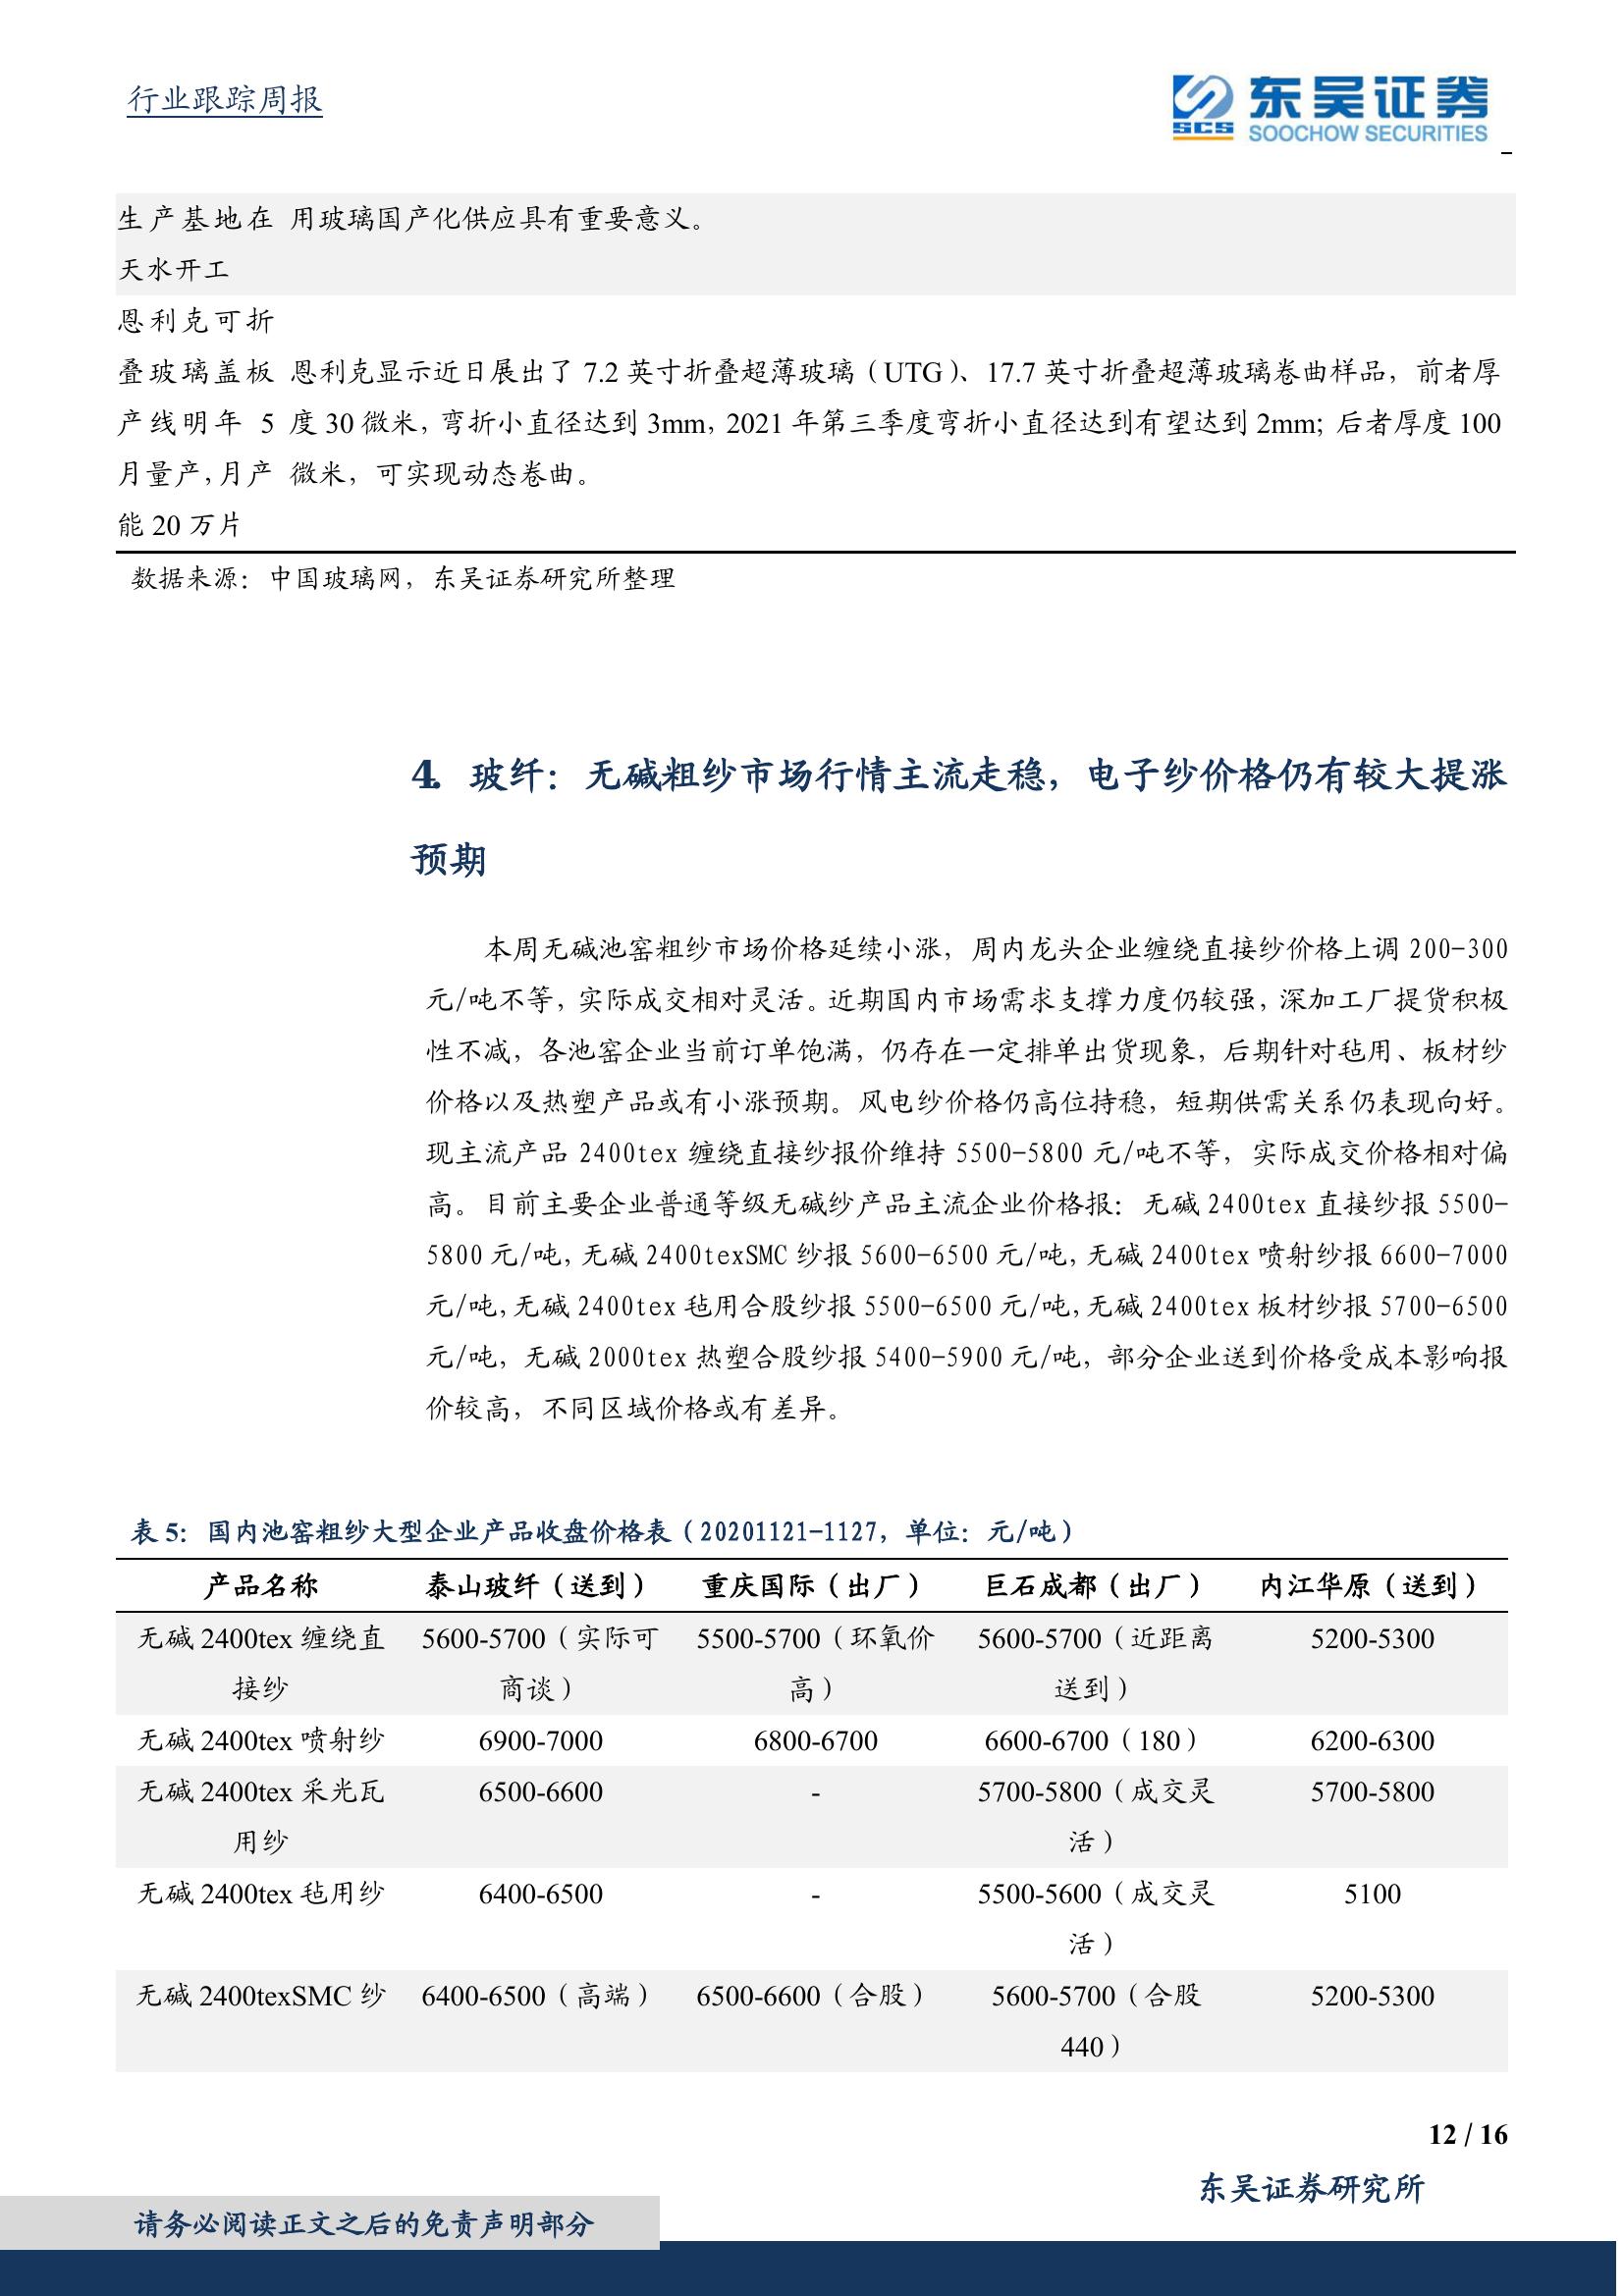 行业跟踪周报
东吴证券
SCS
SOOCHOW SECURITIES
生产基地在 用玻璃国产化供应具有重要意义。
天水开工
恩利克可折
叠玻璃盖板 恩利克显示近日展出了 7.2 英寸折叠超薄玻璃（UTG）、17.7 英寸折叠超薄玻璃卷曲样品，前者厚
产线明年 5 度 30 微米，弯折小直径达到 3mm，2021 年第三季度弯折小直径达到有望达到 2mm；后者厚度 100
月量产，月产 微米，可实现动态卷曲。
能 20 万片
数据来源：中国玻璃网，东吴证券研究所整理
4. 玻纤：无碱粗纱市场行情主流走稳，电子纱价格仍有较大提涨
预期
本周无碱池窑粗纱市场价格延续小涨，周内龙头企业缠绕直接纱价格上调 200-300
元/吨不等，实际成交相对灵活。近期国内市场需求支撑力度仍较强，深加工厂提货积极
性不减，各池窑企业当前订单饱满，仍存在一定排单出货现象，后期针对毡用、板材纱
价格以及热塑产品或有小涨预期。风电纱价格仍高位持稳，短期供需关系仍表现向好。
现主流产品 2400tex 缠绕直接纱报价维持 5500-5800 元/吨不等，实际成交价格相对偏
高。目前主要企业普通等级无碱纱产品主流企业价格报：无碱 2400tex 直接纱报 5500-
5800 元/吨，无碱 2400texSMC 纱报 5600-6500 元/吨，无碱 2400tex 喷射纱报 6600-7000
元/吨，无碱 2400tex 毡用合股纱报 5500-6500 元/吨，无碱 2400tex 板材纱报 5700-6500
元/吨，无碱 2000tex 热塑合股纱报 5400-5900 元/吨，部分企业送到价格受成本影响报
价较高，不同区域价格或有差异。
表 5：国内池窑粗纱大型企业产品收盘价格表（20201121-1127，单位：元/吨）
产品名称 泰山玻纤（送到） 重庆国际（出厂） 巨石成都（出厂） 内江华原（送到）
无碱 2400tex 缠绕直 5600-5700（实际可 5500-5700（环氧价 5600-5700（近距离 5200-5300
接纱 商谈） 高） 送到）
无碱 2400tex 喷射纱 6900-7000 6800-6700 6600-6700（180） 6200-6300
无碱 2400tex 采光瓦 6500-6600 - 5700-5800（成交灵 5700-5800
用纱 活）
无碱 2400tex 毡用纱 6400-6500 - 5500-5600（成交灵 5100
活）
无碱 2400texSMC 纱 6400-6500（高端） 6500-6600（合股） 5600-5700（合股 5200-5300
440）
12 / 16
东吴证券研究所
请务必阅读正文之后的免责声明部分